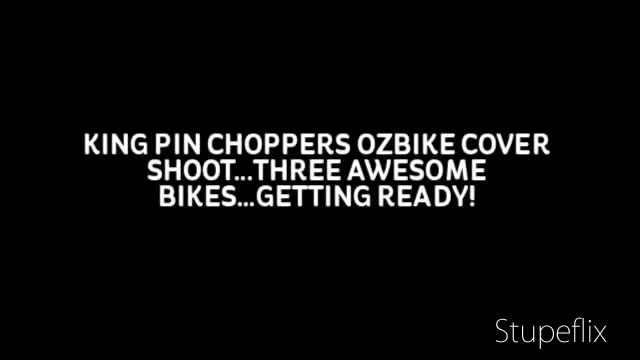 KING PIN CHOPPERS OZBIKE COVER
SHOOT...THREE AWESOME
BIKES...GETTING READY!
Stupeflix